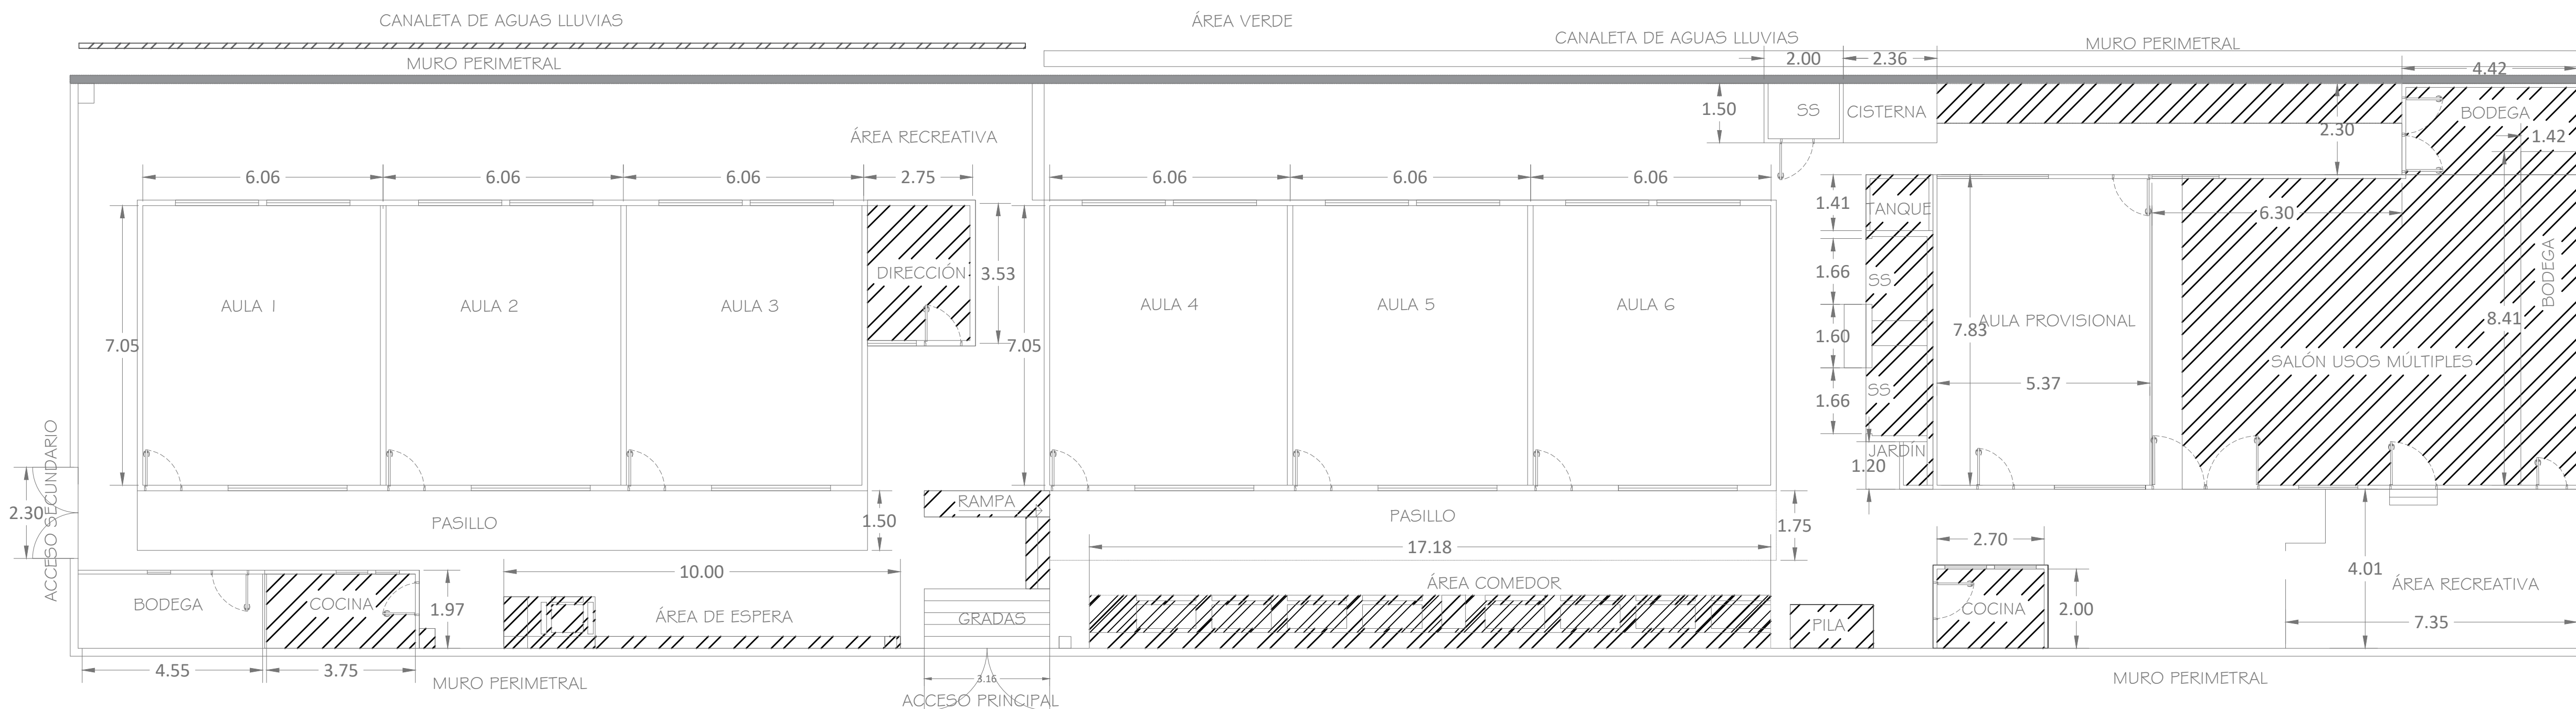 CANALETA DE AGUAS LLUVIAS
ÁREA VERDE
CANALETA DE AGUAS LLUVIAS
MURO PERIMETRAL
MURO PERIMETRAL
2.00
2.36
4.42
1.50
SS
CISTERNA
2.30
BODEGA
1.42
ÁREA RECREATIVA
6.06
6.06
6.06
2.75
6.06
6.06
6.06
1.41
TANQUE
6.30
DIRECCIÓN
3.53
1.66
SS
BODEGA
AULA 1
AULA 2
AULA 3
AULA 4
AULA 5
AULA 6
7.05
7.05
1.60
7.83
AULA PROVISIONAL
8.41
SALÓN USOS MÚLTIPLES
5.37
1.66
SS
JARDÍN
1.20
ACCESO SECUNDARIO
2.30
PASILLO
1.50
RAMPA
PASILLO
1.75
17.18
2.70
10.00
ÁREA COMEDOR
4.01
ÁREA RECREATIVA
BODEGA
COCINA
1.97
ÁREA DE ESPERA
GRADAS
PILA
COCINA
2.00
7.35
4.55
3.75
MURO PERIMETRAL
3.16
ACCESO PRINCIPAL
MURO PERIMETRAL